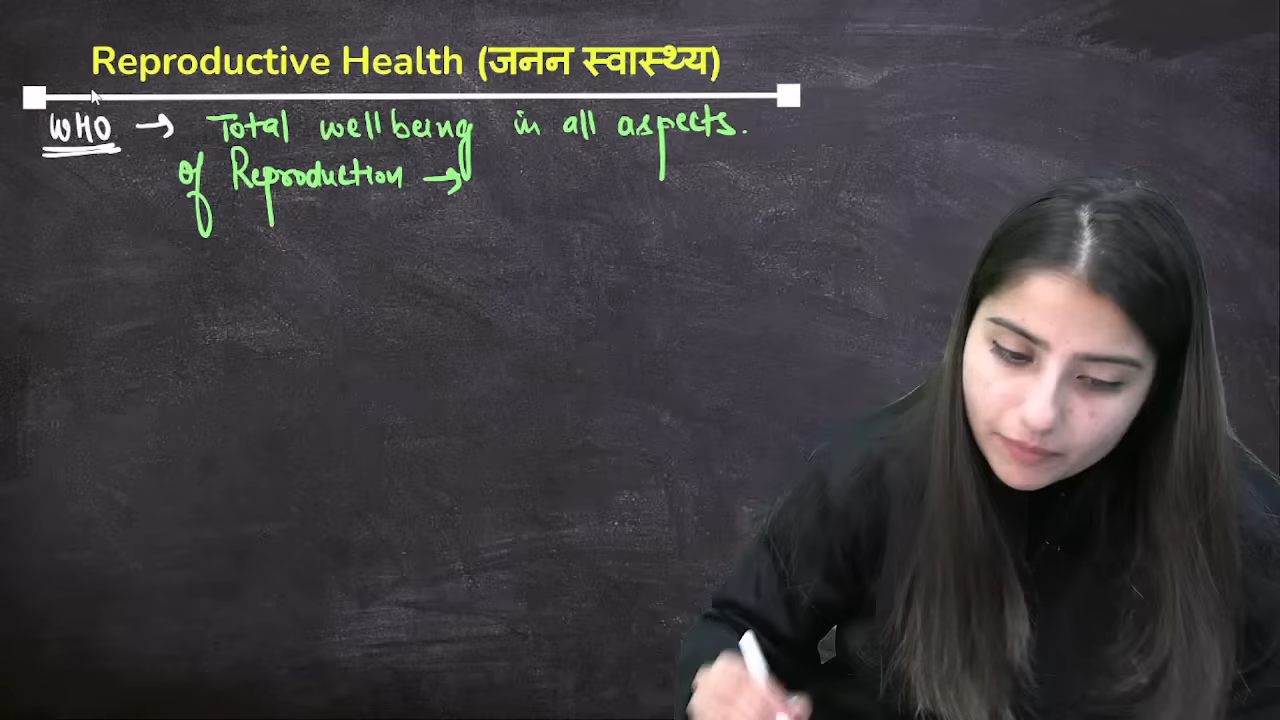 Reproductive Health (जनन स्वास्थ्य)
WHO → Total wellbeing in all aspects.
of Reproduction →